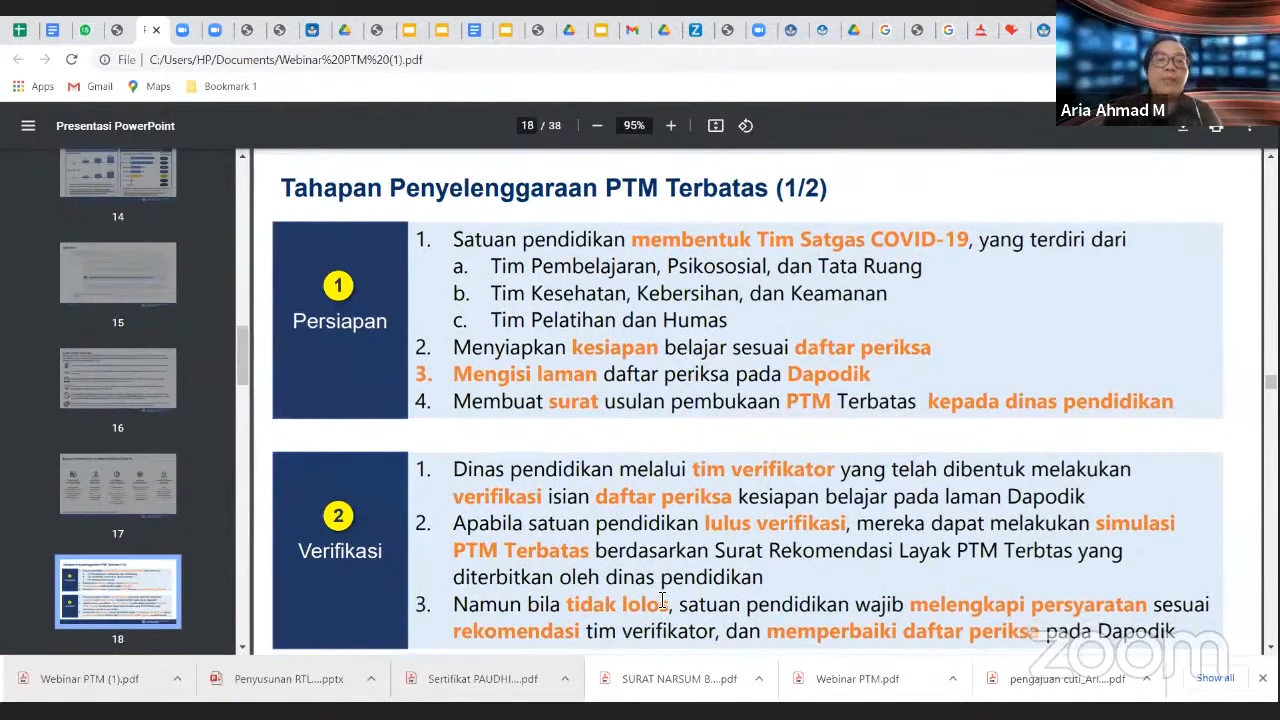 File | C:/Users/HP/Documents/Webinar%20PTM%20(1).pdf
Apps Gmail Maps Bookmark 1
Aria Ahmad M
Presentasi PowerPoint 18 / 38 95%
14
15
16
17
18
Tahapan Penyelenggaraan PTM Terbatas (1/2)
1
Persiapan
1. Satuan pendidikan membentuk Tim Satgas COVID-19, yang terdiri dari
a. Tim Pembelajaran, Psikososial, dan Tata Ruang
b. Tim Kesehatan, Kebersihan, dan Keamanan
c. Tim Pelatihan dan Humas
2. Menyiapkan kesiapan belajar sesuai daftar periksa
3. Mengisi laman daftar periksa pada Dapodik
4. Membuat surat usulan pembukaan PTM Terbatas kepada dinas pendidikan
2
Verifikasi
1. Dinas pendidikan melalui tim verifikator yang telah dibentuk melakukan
verifikasi isian daftar periksa kesiapan belajar pada laman Dapodik
2. Apabila satuan pendidikan lulus verifikasi, mereka dapat melakukan simulasi
PTM Terbatas berdasarkan Surat Rekomendasi Layak PTM Terbtas yang
diterbitkan oleh dinas pendidikan
3. Namun bila tidak lolos, satuan pendidikan wajib melengkapi persyaratan sesuai
rekomendasi tim verifikator, dan memperbaiki daftar periksa pada Dapodik
zoom
Webinar PTM (1).pdf Penyusunan RTL....pptx Sertifikat PAUDHI....pdf SURAT NARSUM B....pdf Webinar PTM.pdf pengajuan cuti_Ari....pdf Show all